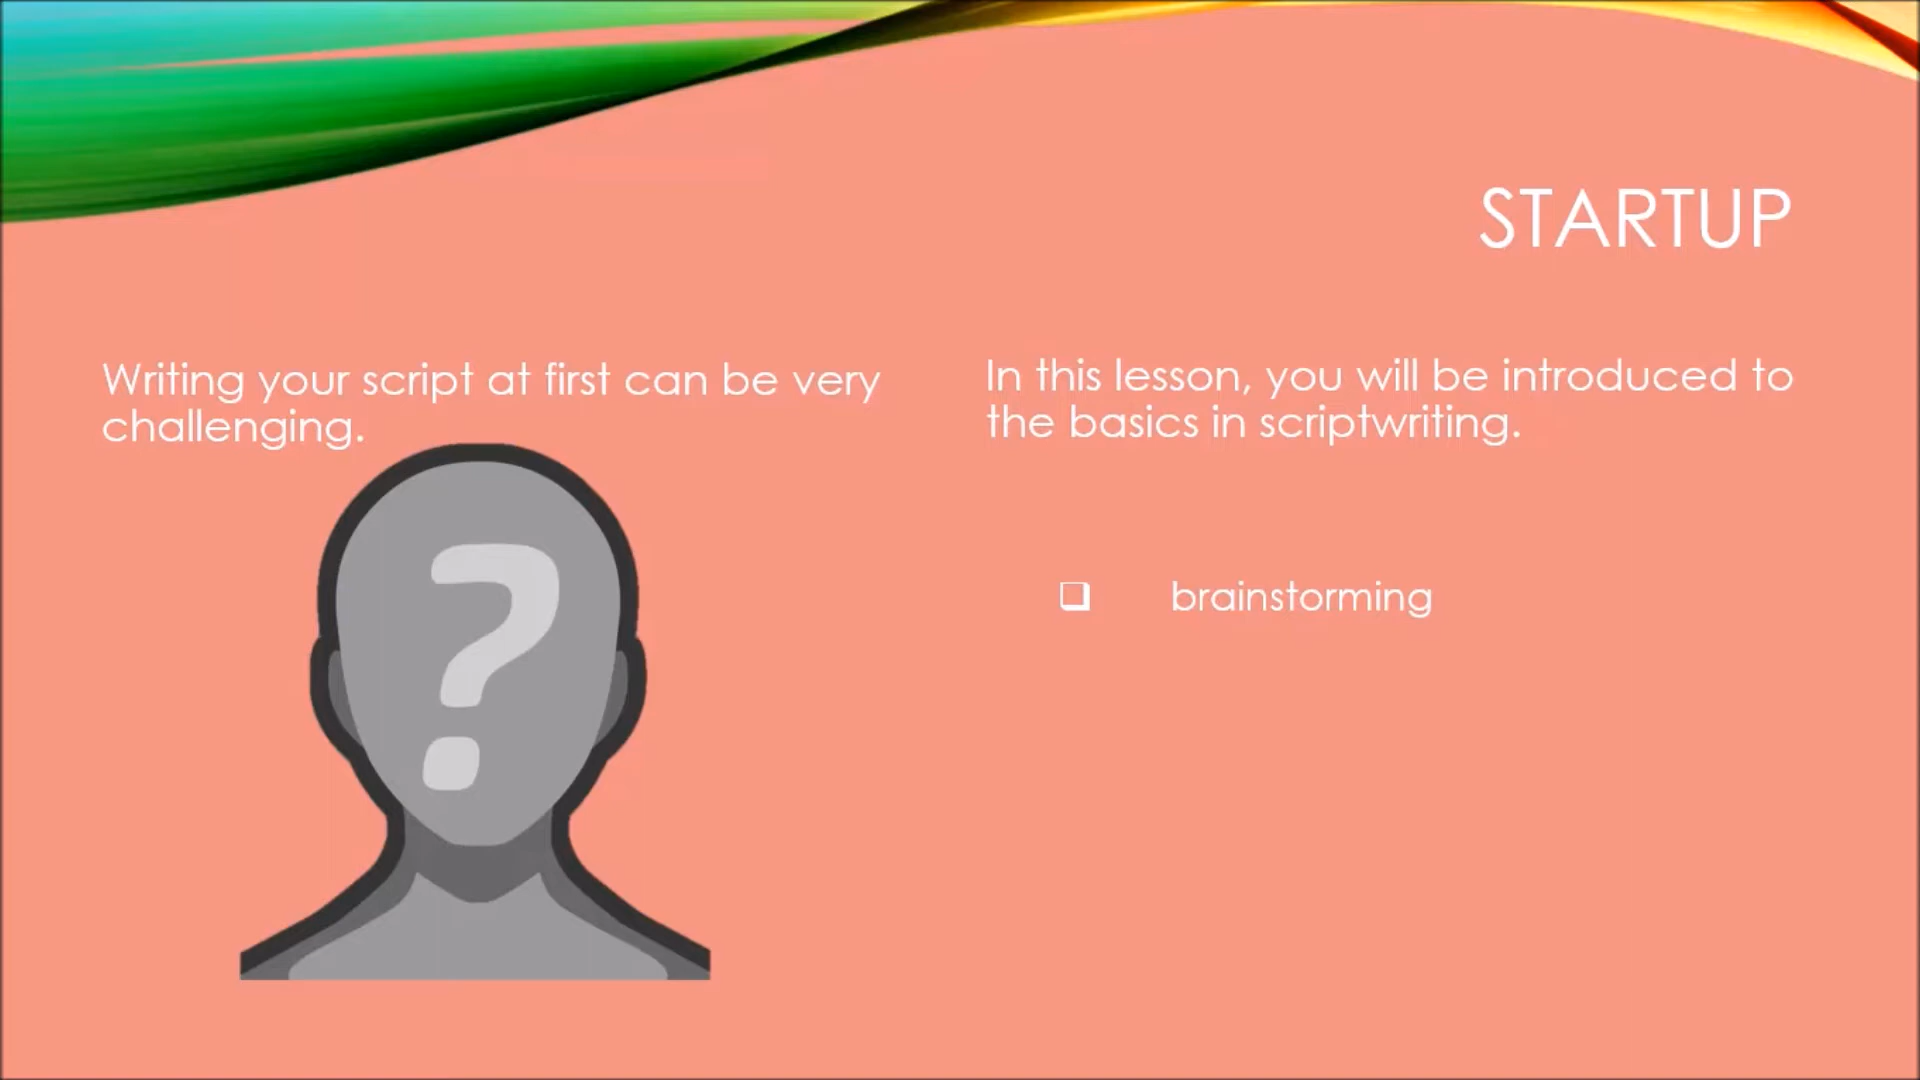 STARTUP
Writing your script at first can be very
challenging.
In this lesson, you will be introduced to
the basics in scriptwriting.
❑ brainstorming
?